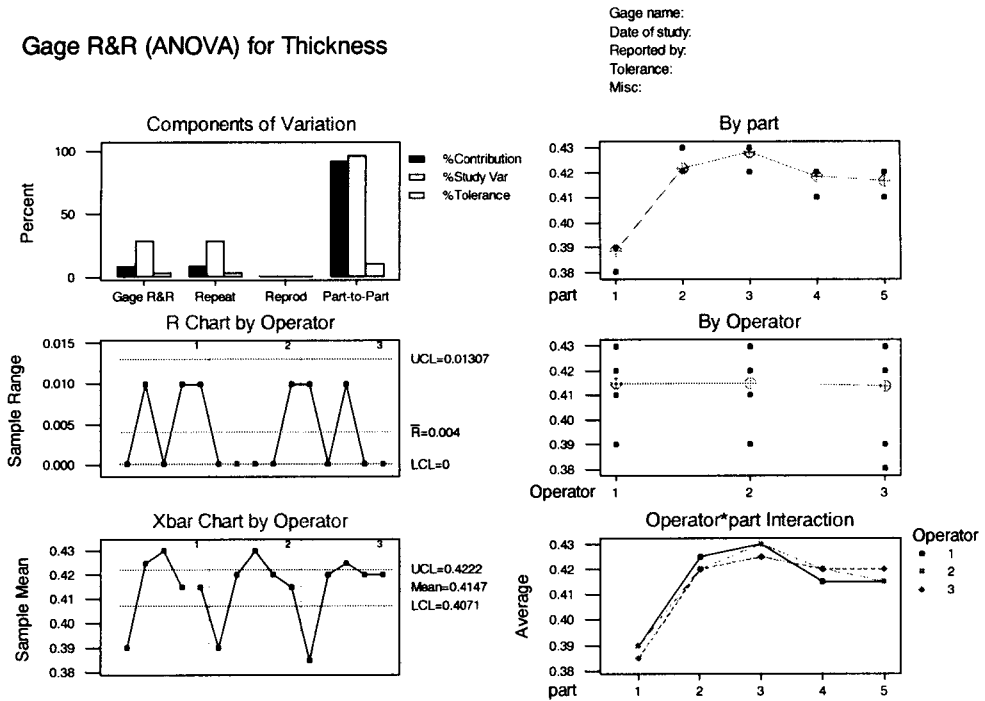 Gage R&R (ANOVA) for Thickness
Gage name:
Date of study:
Reported by:
Tolerance:
Misc:
Components of Variation
Percent
100
50
0
Gage R&R Repeat Reprod Part-to-Part
%Contribution
%Study Var
%Tolerance
By part
0.43
0.42
0.41
0.40
0.39
0.38
part 1 2 3 4 5
R Chart by Operator
Sample Range
0.015
0.010
0.005
0.000
1 2 3
UCL=0.01307
R=0.004
LCL=0
By Operator
0.43
0.42
0.41
0.40
0.39
0.38
Operator 1 2 3
Xbar Chart by Operator
Sample Mean
0.43
0.42
0.41
0.40
0.39
0.38
1 2 3
UCL=0.4222
Mean=0.4147
LCL=0.4071
Operator*part Interaction
Average
0.43
0.42
0.41
0.40
0.39
0.38
part 1 2 3 4 5
Operator
1
2
3